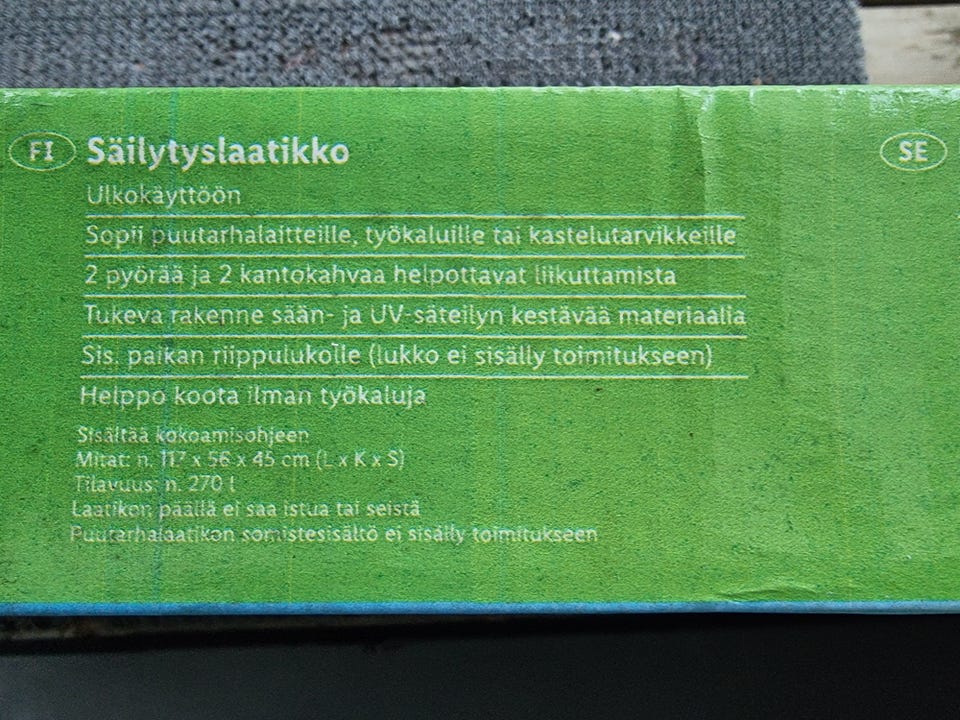 FI Säilytyslaatikko SE
Ulkokäyttöön
Sopii puutarhalaitteille, työkaluille tai kastelutarvikkeille
2 pyörää ja 2 kantokahvaa helpottavat liikuttamista
Tukeva rakenne sään- ja UV-säteilyn kestävää materiaalia
Sis. paikan riippulukolle (lukko ei sisälly toimitukseen)
Helppo koota ilman työkaluja
Sisältää kokoamisohjeen
Mitat: n. 117 x 56 x 45 cm (L x K x S)
Tilavuus: n. 270 l
Laatikon päällä ei saa istua tai seistä
Puutarhalaatikon somistesisältö ei sisälly toimitukseen